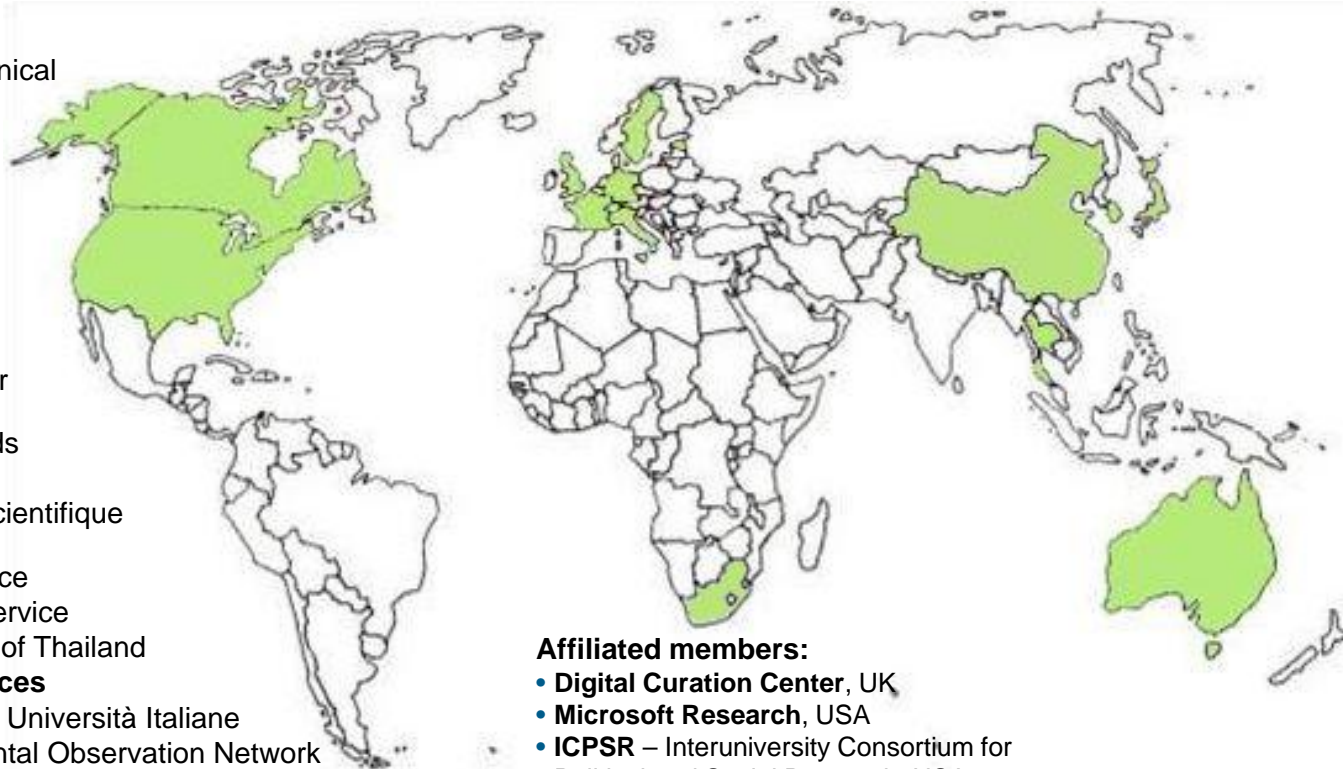 nical
r
ds
cientifique
ce
ervice
of Thailand
ces
Università Italiane
ntal Observation Network
Affiliated members:
• Digital Curation Center, UK
• Microsoft Research, USA
• ICPSR – Interuniversity Consortium for